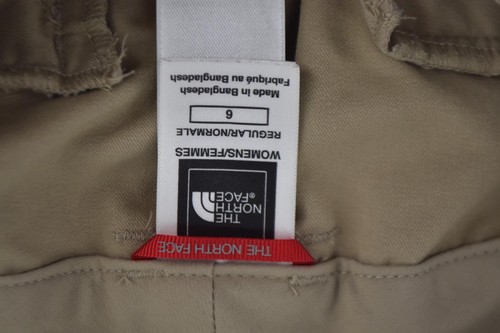 THE NORTH FACE
THE
NORTH
FACE®
WOMENS/FEMMES
REGULAR/NORMALE
6
Made in Bangladesh
Fabriqué au Bangladesh